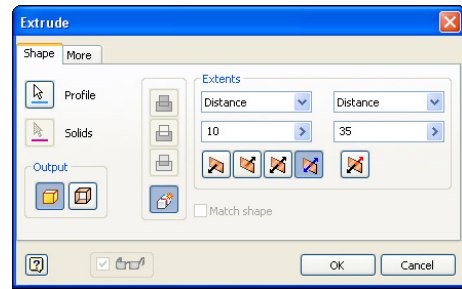 Extrude
Shape More
Extents
Profile
Distance Distance
Solids
10 35
Output
Match shape
OK Cancel